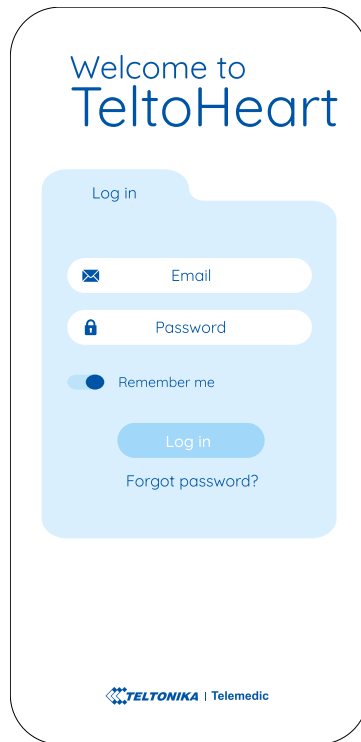 Welcome to
TeltoHeart
Log in
Email
Password
Remember me
Log in
Forgot password?
TELTONIKA | Telemedic